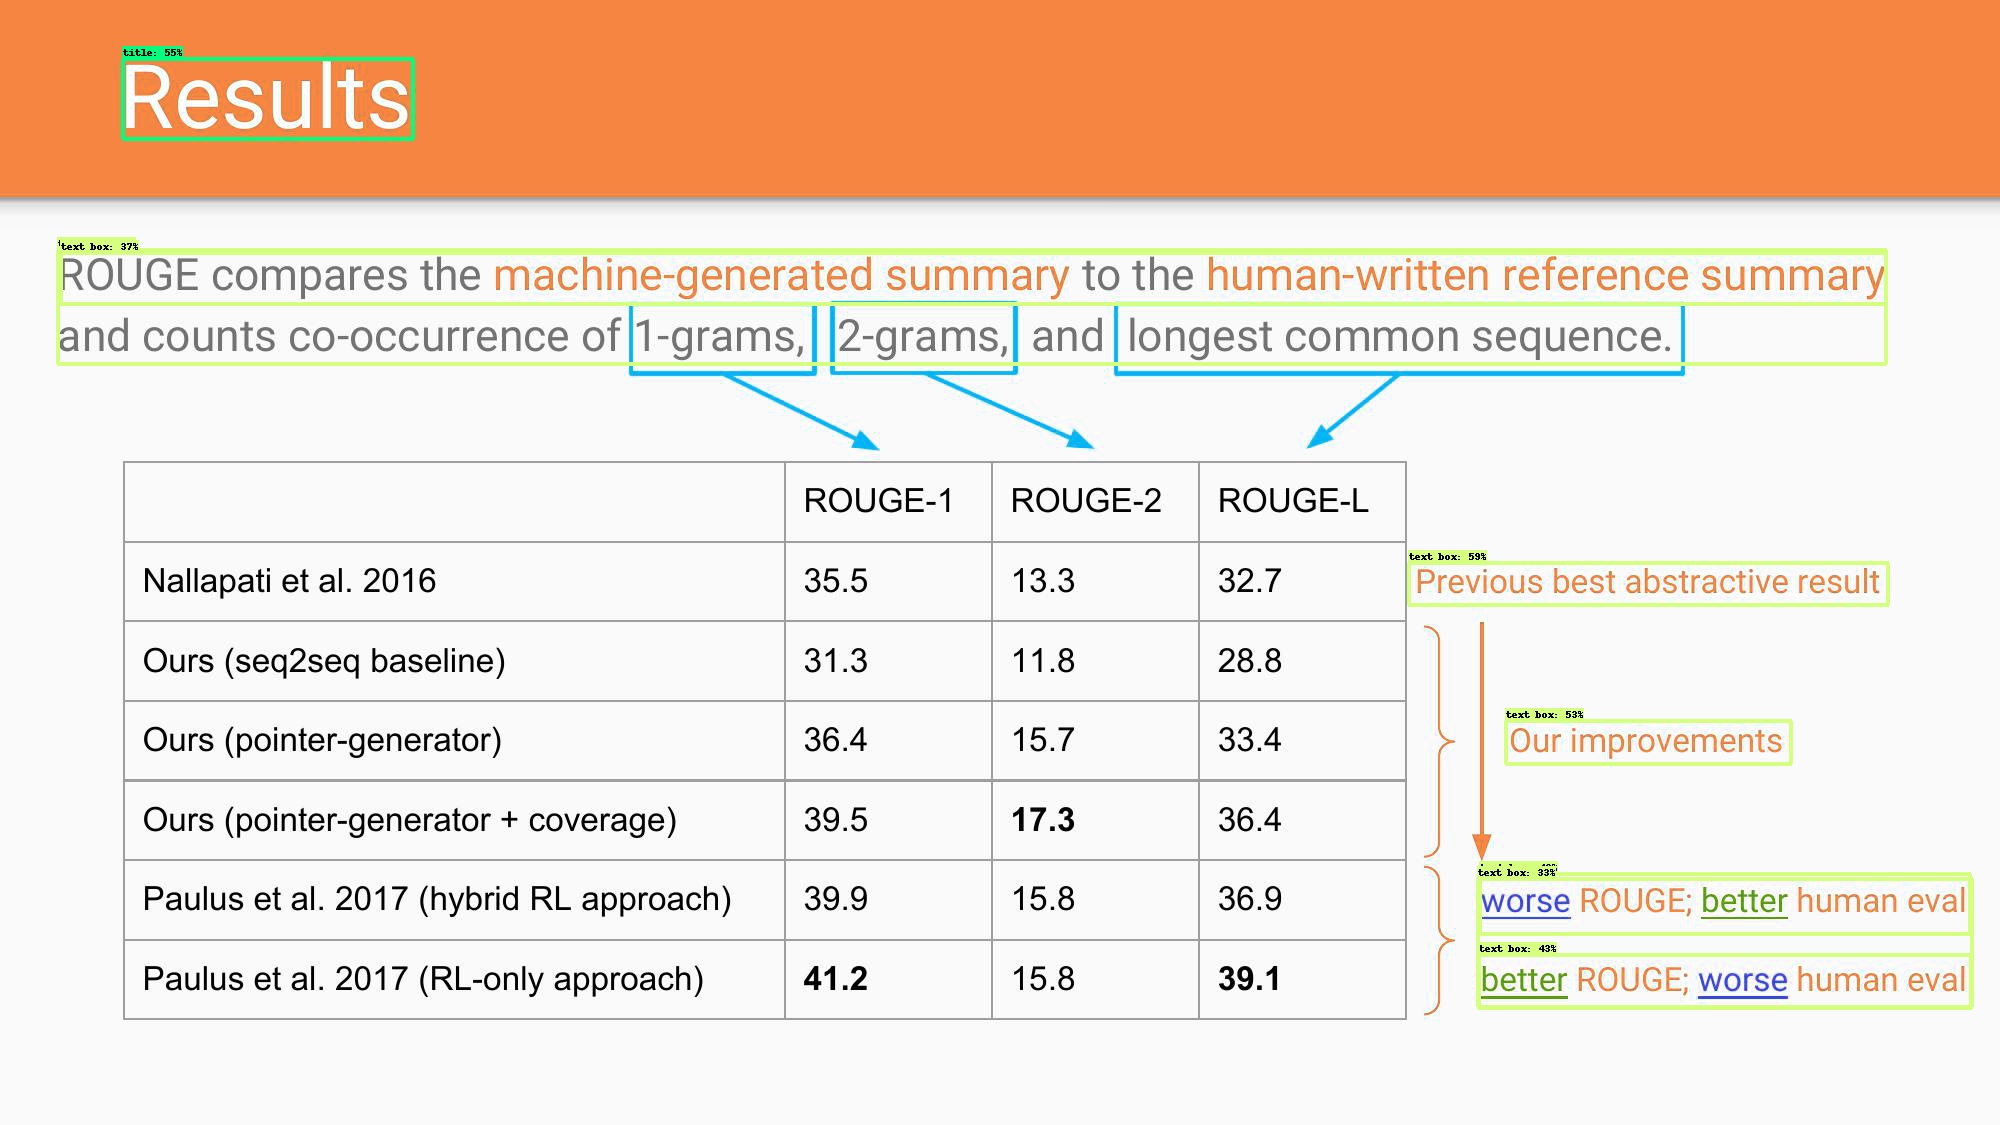 title: 55%
Results
text box: 37%
ROUGE compares the machine-generated summary to the human-written reference summary
and counts co-occurrence of 1-grams, 2-grams, and longest common sequence.
ROUGE-1 ROUGE-2 ROUGE-L
Nallapati et al. 2016 35.5 13.3 32.7
text box: 59%
Previous best abstractive result
Ours (seq2seq baseline) 31.3 11.8 28.8
Ours (pointer-generator) 36.4 15.7 33.4
text box: 53%
Our improvements
Ours (pointer-generator + coverage) 39.5 17.3 36.4
text box: 33%
Paulus et al. 2017 (hybrid RL approach) 39.9 15.8 36.9 worse ROUGE; better human eval
text box: 43%
Paulus et al. 2017 (RL-only approach) 41.2 15.8 39.1 better ROUGE; worse human eval